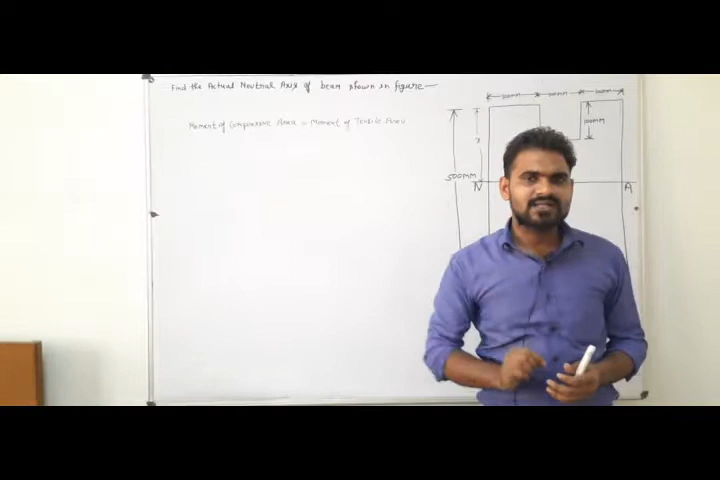 Find the Actual Neutral Axis of beam shown in figure—
Moment of Compressive Area = Moment of Tensile Area
100MM
500MM
N
A